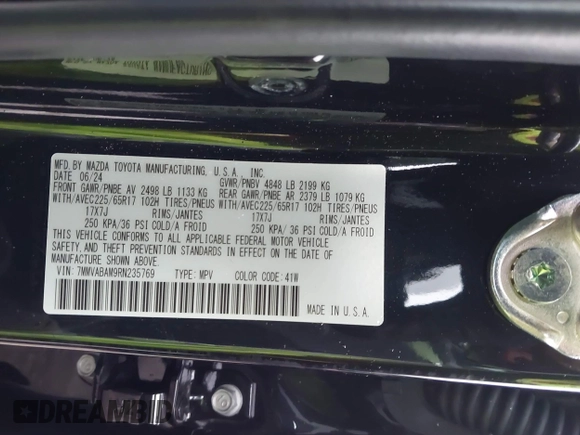 MFD. BY MAZDA TOYOTA MANUFACTURING, U.S.A., INC.
DATE 06/24 GVWR/PNBV 4848 LB 2199 KG
FRONT GAWR/PNBE AV 2498 LB 1133 KG REAR GAWR/PNBE AR 2379 LB 1079 KG
WITH/AVEC225/65R17 102H TIRES/PNEUS WITH/AVEC225/65R17 102H TIRES/PNEUS
17X7J RIMS/JANTES 17X7J RIMS/JANTES
250 KPA/36 PSI COLD/A FROID 250 KPA/ 36 PSI COLD/A FROID
THIS VEHICLE CONFORMS TO ALL APPLICABLE FEDERAL MOTOR VEHICLE
SAFETY, AND THEFT PREVENTION STANDARDS IN EFFECT ON THE DATE OF
MANUFACTURE SHOWN ABOVE.
VIN: 7MMVABAM9RN235769 TYPE: MPV COLOR CODE: 41W
MADE IN U.S.A.
DREAMBID